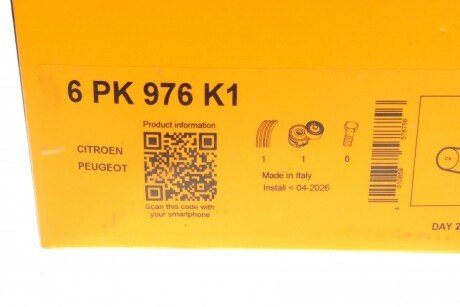 6 PK 976 K1
Product information
CITROEN
PEUGEOT
Scan this code with
your smartphone
1 1 0
Made in Italy
Install < 04-2026
DAY 2